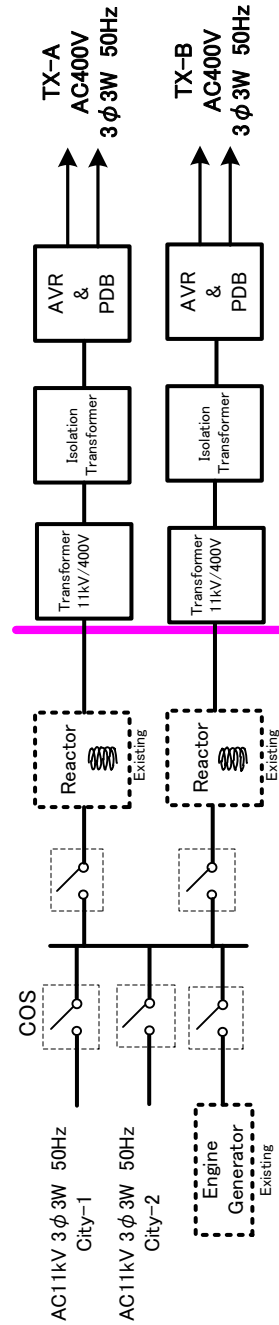 AC11kV 3φ3W 50Hz
City-1
AC11kV 3φ3W 50Hz
City-2
Engine
Generator
Existing
COS
Reactor
Existing
Reactor
Existing
Transformer
11kV/400V
Transformer
11kV/400V
Isolation
Transformer
Isolation
Transformer
AVR
&
PDB
AVR
&
PDB
TX-A
AC400V
3φ3W 50Hz
TX-B
AC400V
3φ3W 50Hz